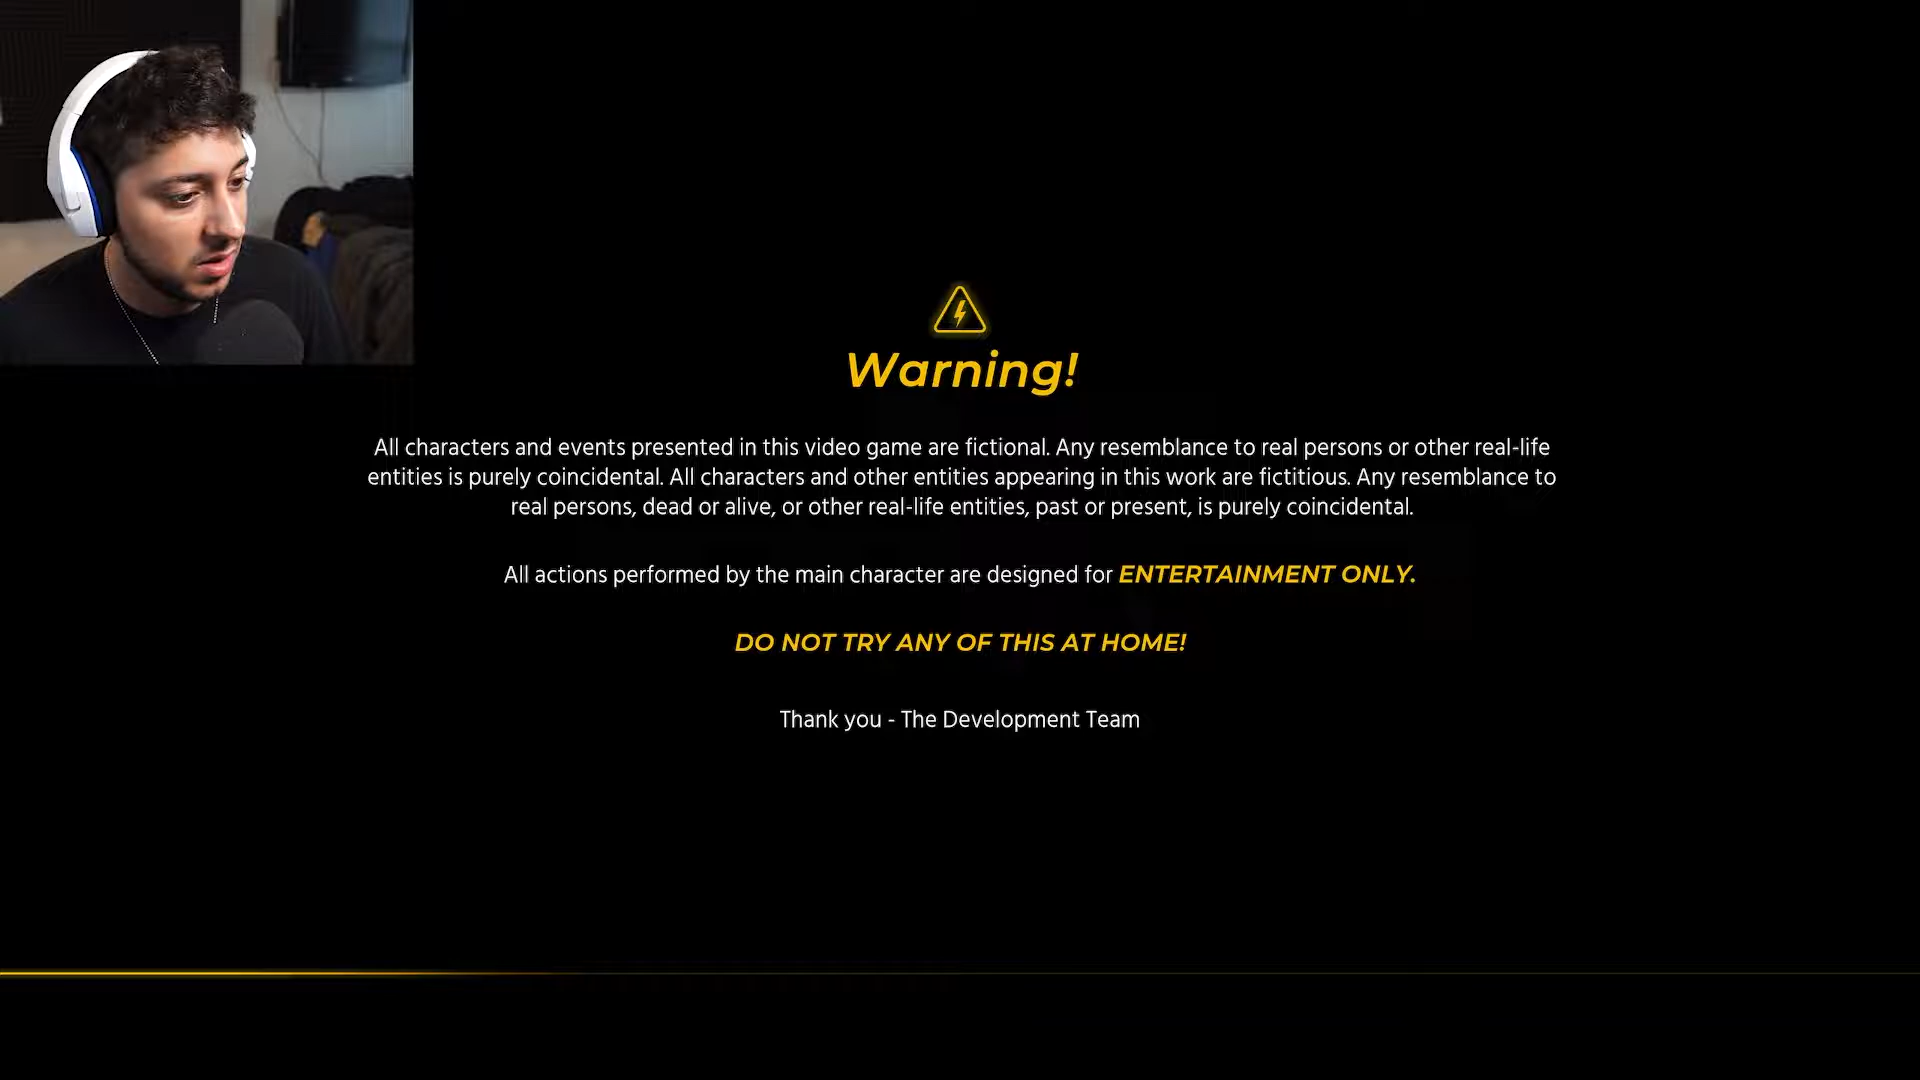 Warning!
All characters and events presented in this video game are fictional. Any resemblance to real persons or other real-life
entities is purely coincidental. All characters and other entities appearing in this work are fictitious. Any resemblance to
real persons, dead or alive, or other real-life entities, past or present, is purely coincidental.
All actions performed by the main character are designed for ENTERTAINMENT ONLY.
DO NOT TRY ANY OF THIS AT HOME!
Thank you - The Development Team